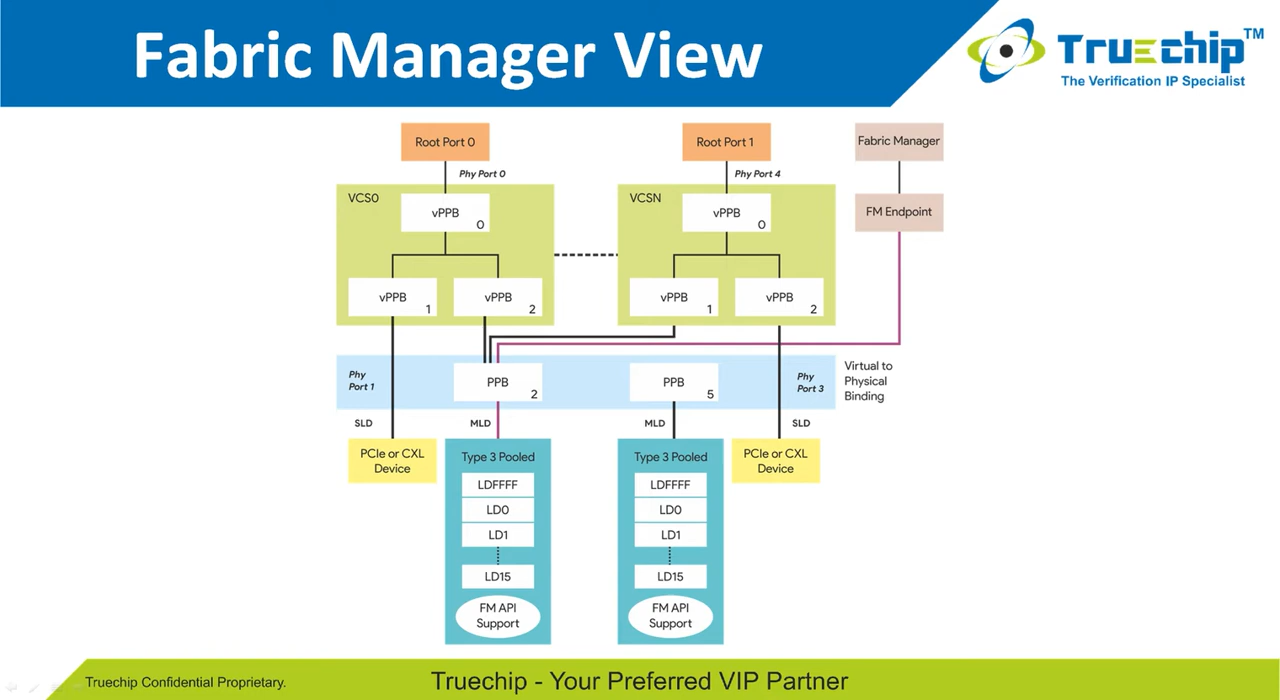 Fabric Manager View
Truechip™
The Verification IP Specialist
Root Port 0
Root Port 1
Fabric Manager
Phy Port 0
Phy Port 4
VCS0
VCSN
vPPB
0
vPPB
0
FM Endpoint
vPPB
1
vPPB
2
vPPB
1
vPPB
2
Phy
Port 1
PPB
2
PPB
5
Phy
Port 3
Virtual to
Physical
Binding
SLD
MLD
MLD
SLD
PCIe or CXL
Device
Type 3 Pooled
LDFFFF
LD0
LD1
LD15
FM API
Support
Type 3 Pooled
LDFFFF
LD0
LD1
LD15
FM API
Support
PCIe or CXL
Device
Truechip Confidential Proprietary.
Truechip - Your Preferred VIP Partner